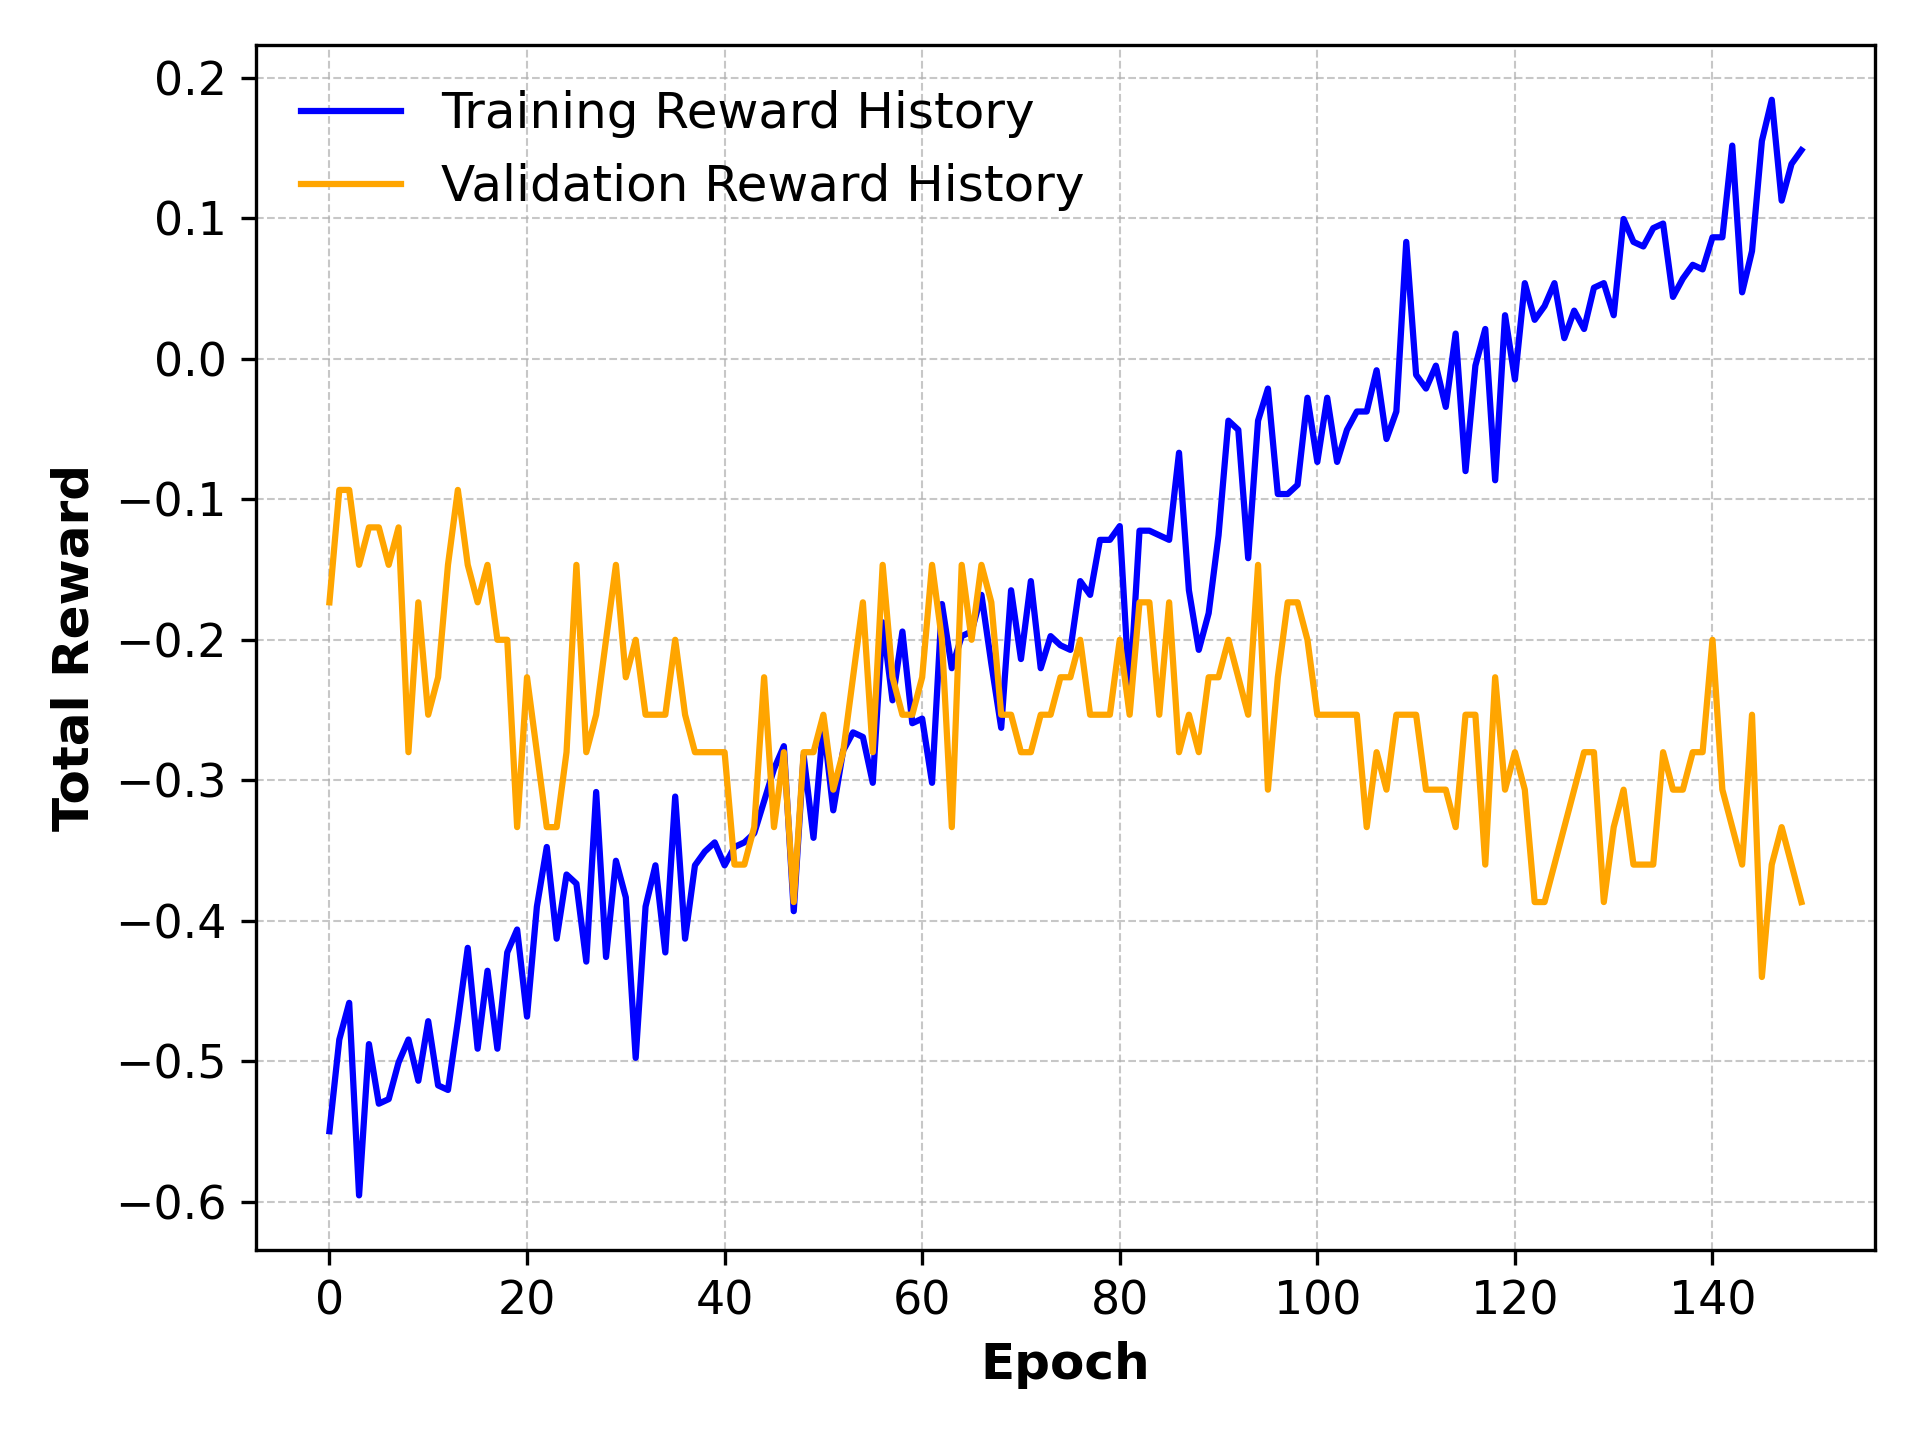 Training Reward History
Validation Reward History
0.2
0.1
0.0
−0.1
−0.2
−0.3
−0.4
−0.5
−0.6
Total Reward
0 20 40 60 80 100 120 140
Epoch